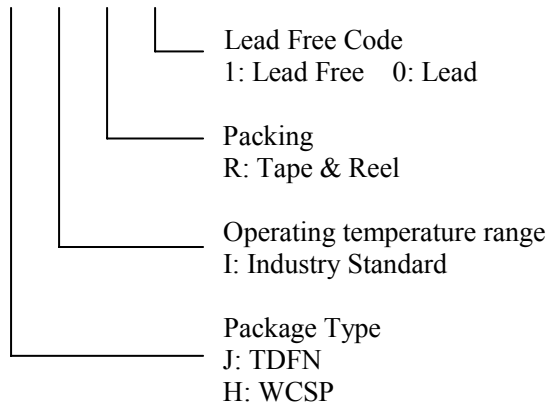 Lead Free Code
1: Lead Free 0: Lead
Packing
R: Tape & Reel
Operating temperature range
I: Industry Standard
Package Type
J: TDFN
H: WCSP